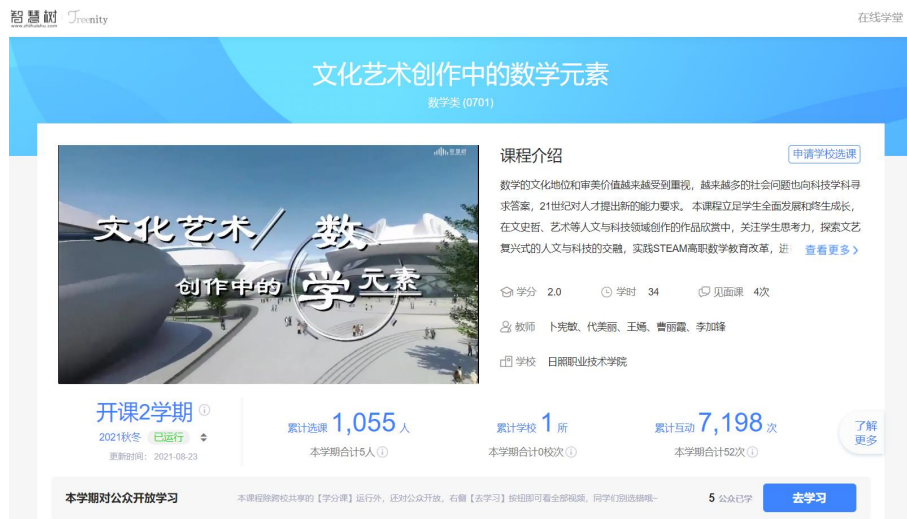 智慧树 Treenity
www.zhihuishu.com
在线学堂
文化艺术创作中的数学元素
数学类 (0701)
智慧树
文化艺术/
创作中的
数学元素
课程介绍
申请学校选课
数学的文化地位和审美价值越来越受到重视，越来越多的社会问题也向科技学科寻
求答案，21世纪对人才提出新的能力要求。 本课程立足学生全面发展和终生成长，
在文史哲、艺术等人文与科技领域创作的作品欣赏中，关注学生思考力，探索文艺
复兴式的人文与科技的交融，实践STEAM高职数学教育改革，进 查看更多 >
学分 2.0 学时 34 见面课 4次
教师 卜宪敏、代美丽、王嫣、曹丽霞、李加锋
学校 日照职业技术学院
开课2学期
2021秋冬 已运行
更新时间： 2021-08-23
累计选课 1,055 人
本学期合计5人
累计学校 1 所
本学期合计0校次
累计互动 7,198 次
本学期合计52次
了解
更多
本学期对公众开放学习
本课程除跨校共享的【学分课】运行外，还对公众开放，右侧【去学习】按钮即可看全部视频，同学们别选错哦~
5 公众已学
去学习